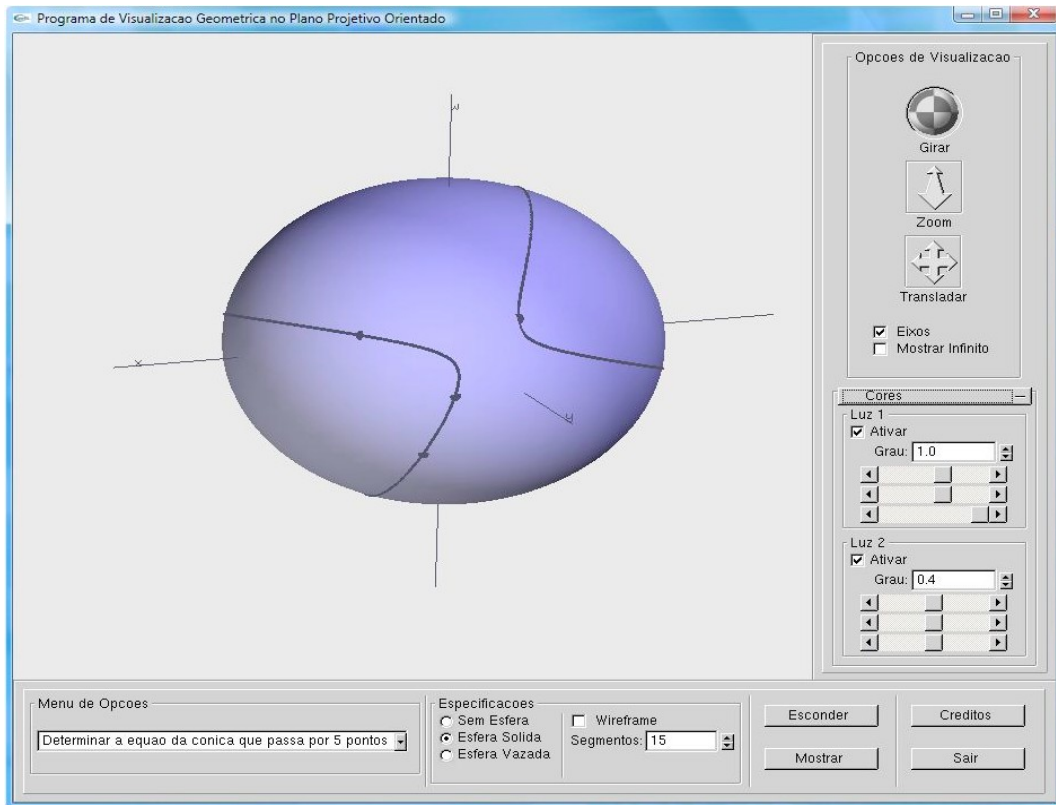 Programa de Visualizacao Geometrica no Plano Projetivo Orientado
Opcoes de Visualizacao
Girar
Zoom
Transladar
Eixos
Mostrar Infinito
X
Cores
Luz 1
Ativar
Grau: 1.0
Luz 2
Ativar
Grau: 0.4
Menu de Opcoes
Determinar a equao da conica que passa por 5 pontos
Especificacoes
Sem Esfera
Esfera Solida
Esfera Vazada
Wireframe
Segmentos: 15
Esconder
Mostrar
Creditos
Sair